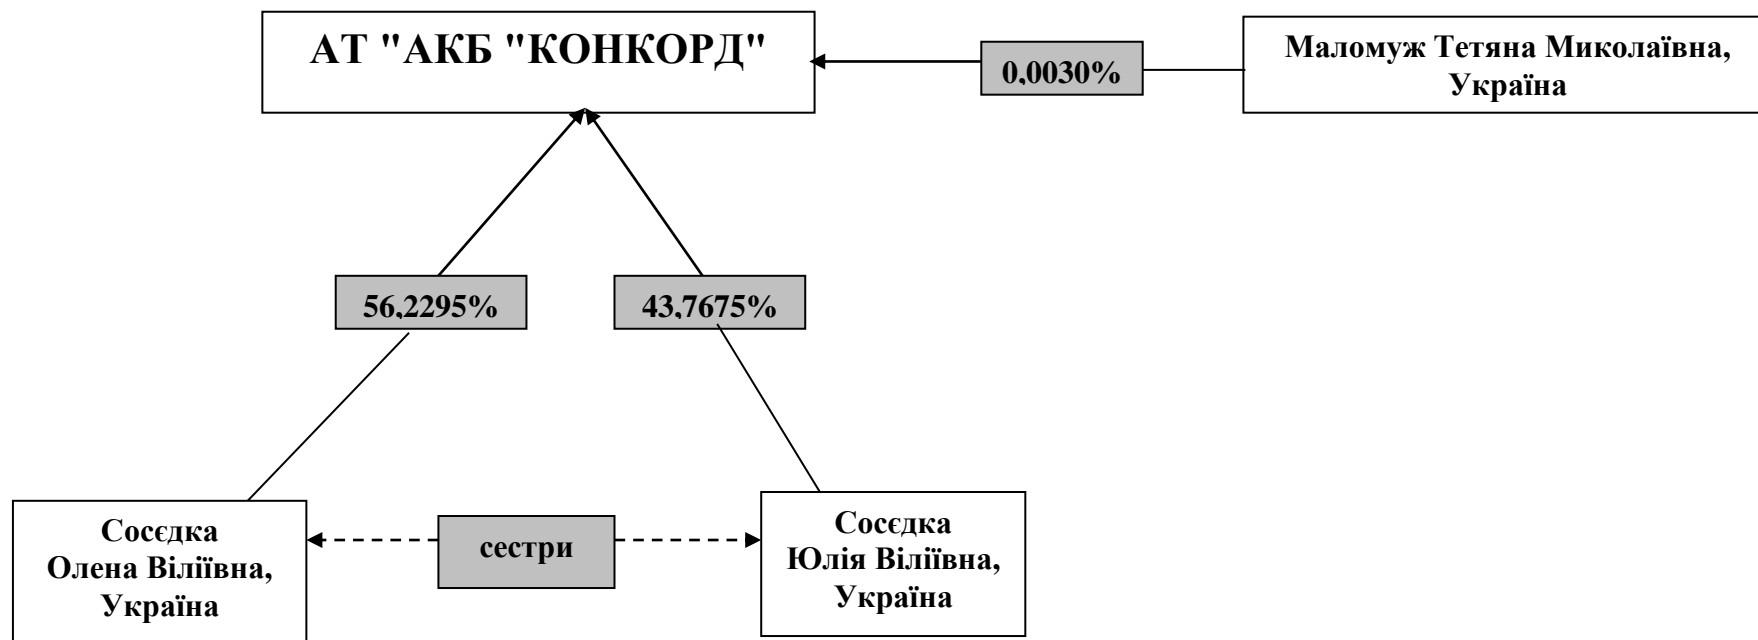 АТ "АКБ "КОНКОРД"
0,0030%
Маломуж Тетяна Миколаївна,
Україна
56,2295%
43,7675%
Сосєдка
Олена Віліївна,
Україна
сестри
Сосєдка
Юлія Віліївна,
Україна